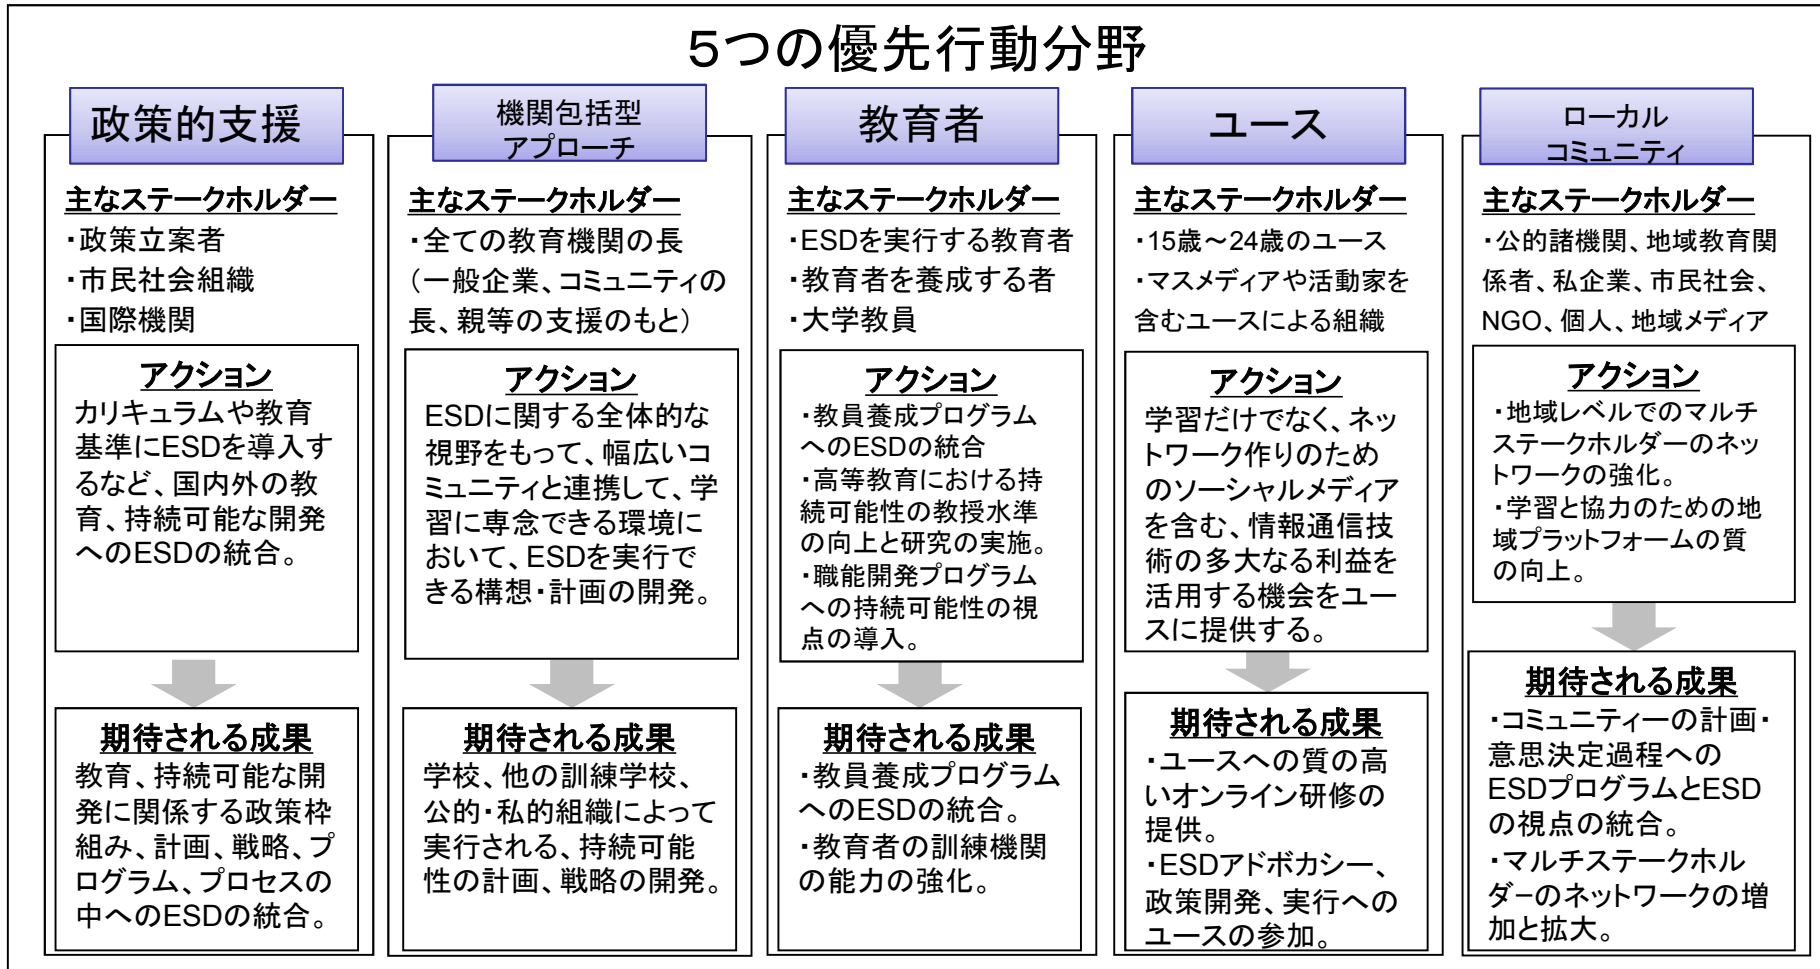 5つの優先行動分野
政策的支援
主なステークホルダー
・政策立案者
・市民社会組織
・国際機関
アクション
カリキュラムや教育
基準にESDを導入す
るなど、国内外の教
育、持続可能な開発
へのESDの統合。
期待される成果
教育、持続可能な開
発に関係する政策枠
組み、計画、戦略、プ
ログラム、プロセスの
中へのESDの統合。
機関包括型
アプローチ
主なステークホルダー
・全ての教育機関の長
(一般企業、コミュニティの
長、親等の支援のもと)
アクション
ESDに関する全体的な
視野をもって、幅広いコ
ミュニティと連携して、学
習に専念できる環境に
おいて、ESDを実行で
きる構想・計画の開発。
期待される成果
学校、他の訓練学校、
公的・私的組織によって
実行される、持続可能
性の計画、戦略の開発。
教育者
主なステークホルダー
・ESDを実行する教育者
・教育者を養成する者
・大学教員
アクション
・教員養成プログラム
へのESDの統合
・高等教育における持
続可能性の教授水準
の向上と研究の実施。
・職能開発プログラム
への持続可能性の視
点の導入。
期待される成果
・教員養成プログラム
へのESDの統合。
・教育者の訓練機関
の能力の強化。
ユース
主なステークホルダー
・15歳~24歳のユース
・マスメディアや活動家を
含むユースによる組織
アクション
学習だけでなく、ネッ
トワーク作りのため
のソーシャルメディア
を含む、情報通信技
術の多大なる利益を
活用する機会をユー
スに提供する。
期待される成果
・ユースへの質の高
いオンライン研修の
提供。
・ESDアドボカシー、
政策開発、実行への
ユースの参加。
ローカル
コミュニティ
主なステークホルダー
・公的諸機関、地域教育関
係者、私企業、市民社会、
NGO、個人、地域メディア
アクション
・地域レベルでのマルチ
ステークホルダーのネッ
トワークの強化。
・学習と協力のための地
域プラットフォームの質
の向上。
期待される成果
・コミュニティーの計画・
意思決定過程への
ESDプログラムとESD
の視点の統合。
・マルチステークホル
ダ−のネットワークの増
加と拡大。